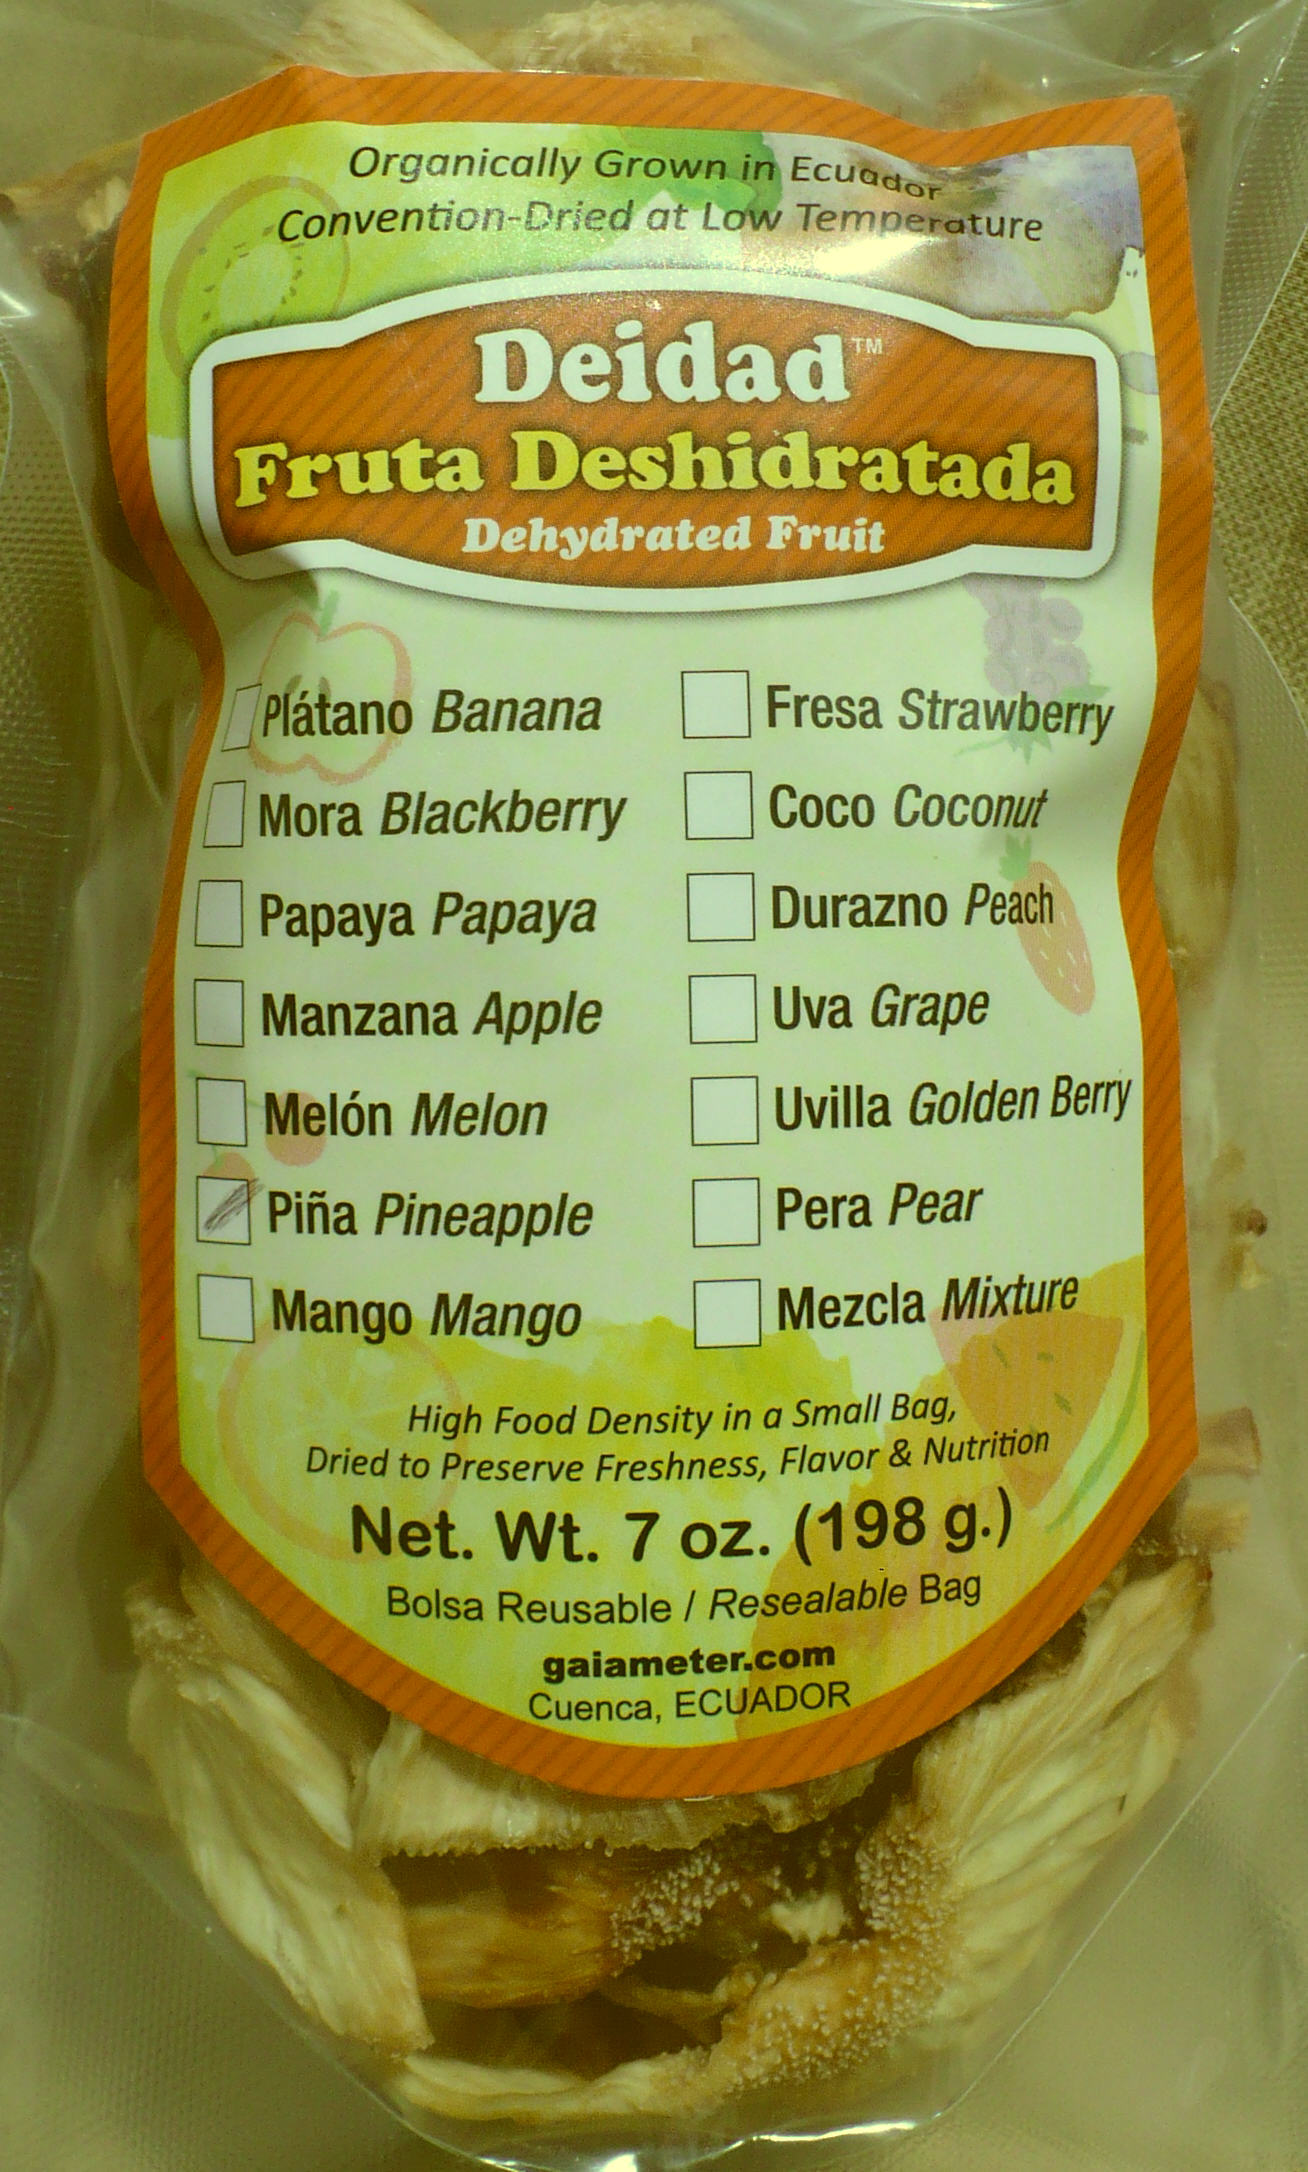 Organically Grown in Ecuador
Convention-Dried at Low Temperature
Deidad™
Fruta Deshidratada
Dehydrated Fruit
Plátano Banana
Mora Blackberry
Papaya Papaya
Manzana Apple
Melón Melon
Piña Pineapple
Mango Mango
Fresa Strawberry
Coco Coconut
Durazno Peach
Uva Grape
Uvilla Golden Berry
Pera Pear
Mezcla Mixture
High Food Density in a Small Bag,
Dried to Preserve Freshness, Flavor & Nutrition
Net. Wt. 7 oz. (198 g.)
Bolsa Reusable / Resealable Bag
gaiameter.com
Cuenca, ECUADOR